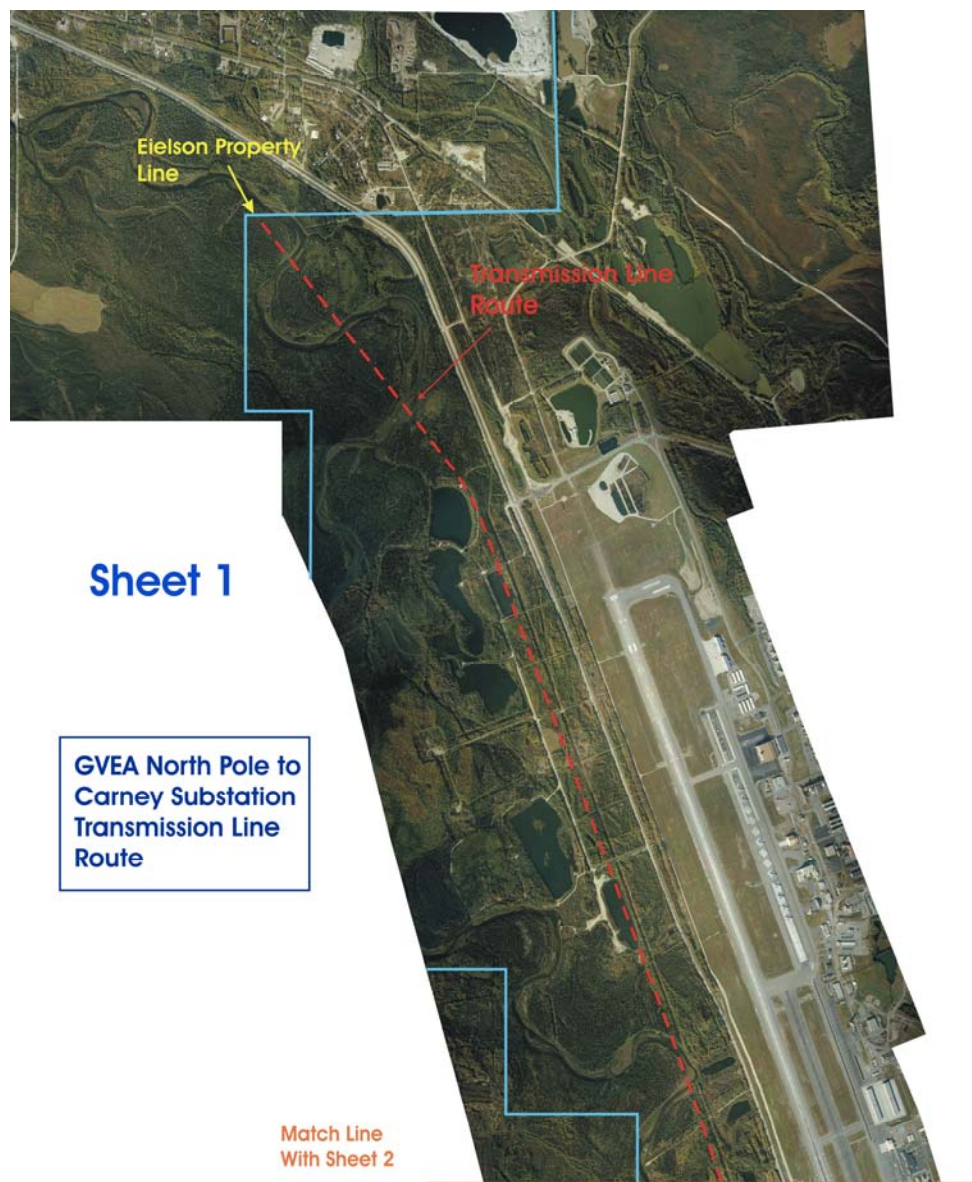 Eielson Property
Line
Transmission Line
Route
Sheet 1
GVEA North Pole to
Carney Substation
Transmission Line
Route
Match Line
With Sheet 2